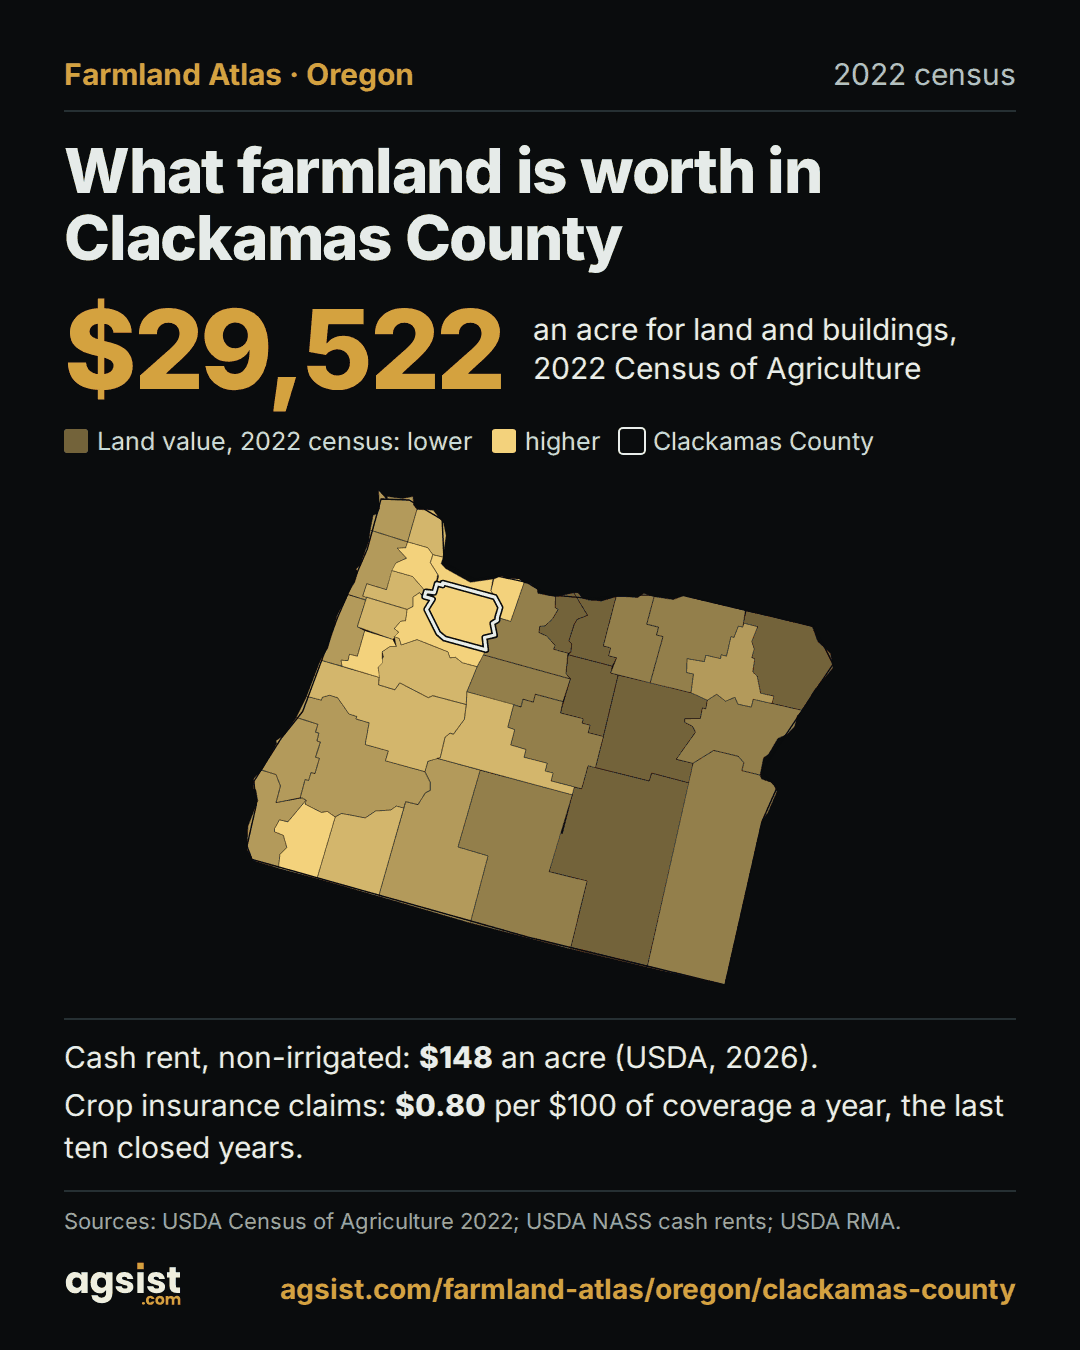 Farmland Atlas · Oregon
2022 census
What farmland is worth in
Clackamas County
$29,522
an acre for land and buildings,
2022 Census of Agriculture
Land value, 2022 census: lower
higher
Clackamas County
Cash rent, non-irrigated: $148 an acre (USDA, 2026).
Crop insurance claims: $0.80 per $100 of coverage a year, the last
ten closed years.
Sources: USDA Census of Agriculture 2022; USDA NASS cash rents; USDA RMA.
agsist
.com
agsist.com/farmland-atlas/oregon/clackamas-county